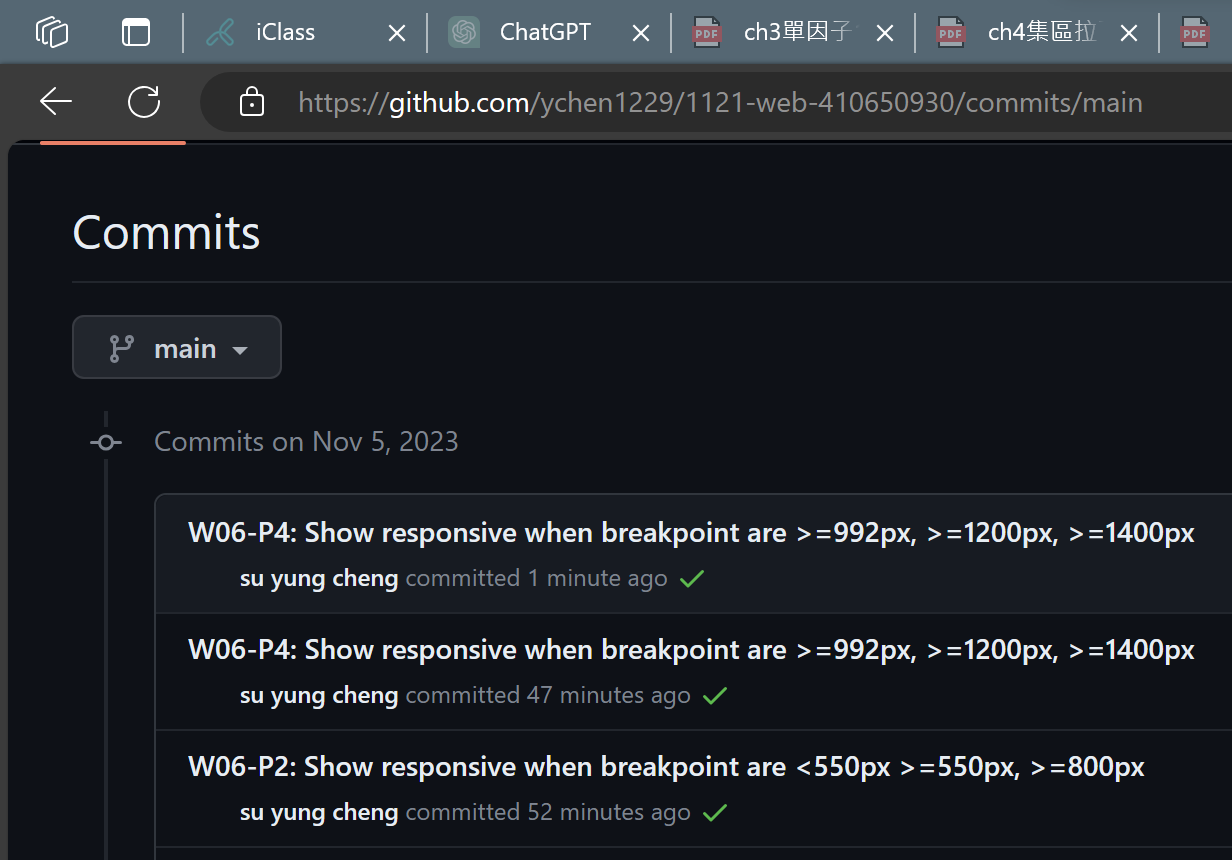 iClass
ChatGPT
ch3單因子
ch4集區拉
https://github.com/ychen1229/1121-web-410650930/commits/main
Commits
main
Commits on Nov 5, 2023
W06-P4: Show responsive when breakpoint are >=992px, >=1200px, >=1400px
su yung cheng committed 1 minute ago
W06-P4: Show responsive when breakpoint are >=992px, >=1200px, >=1400px
su yung cheng committed 47 minutes ago
W06-P2: Show responsive when breakpoint are <550px >=550px, >=800px
su yung cheng committed 52 minutes ago
PDF
PDF
PDF